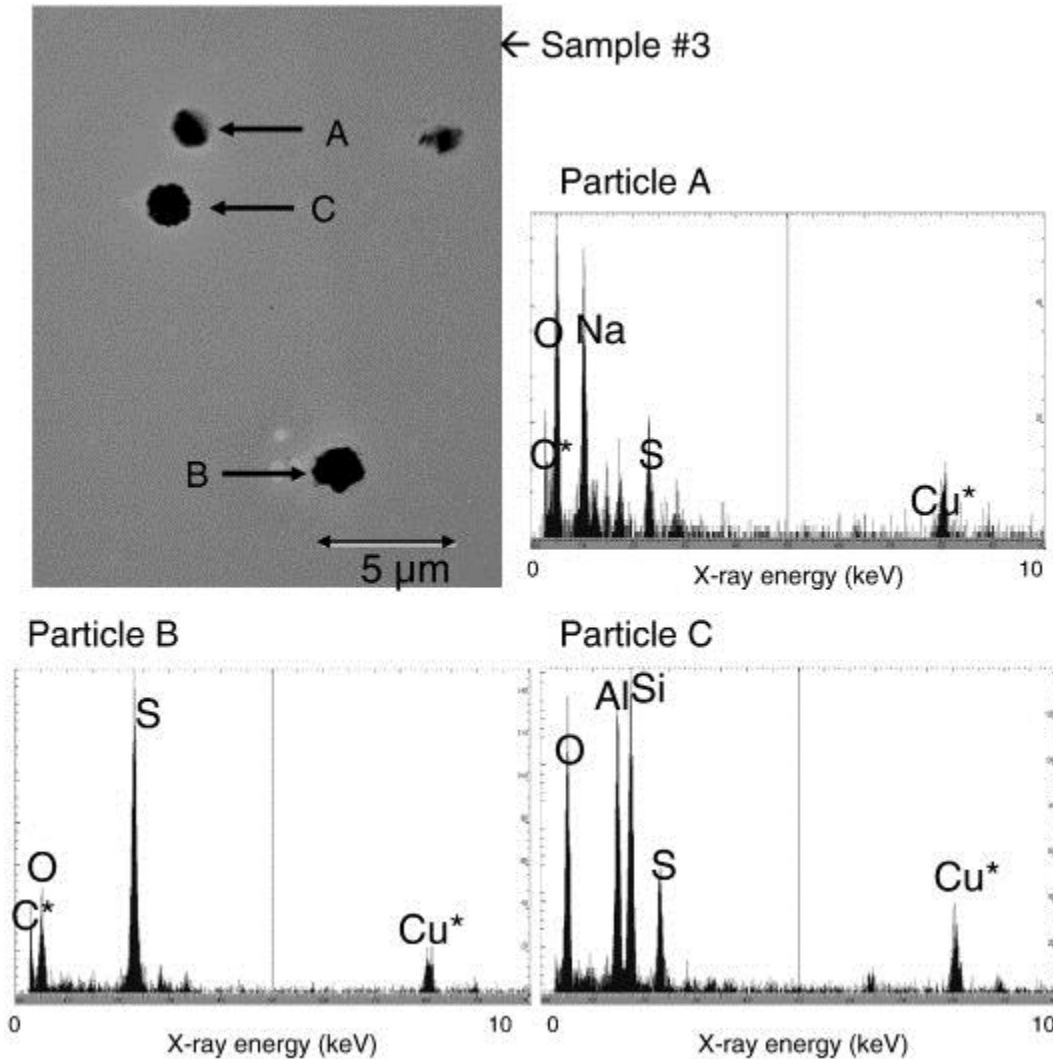 ← Sample #3
A
C
B
5 µm
Particle A
O
Na
C*
S
Cu*
0
10
X-ray energy (keV)
Particle B
S
O
C*
Cu*
0
10
X-ray energy (keV)
Particle C
Al
Si
O
S
Cu*
0
10
X-ray energy (keV)